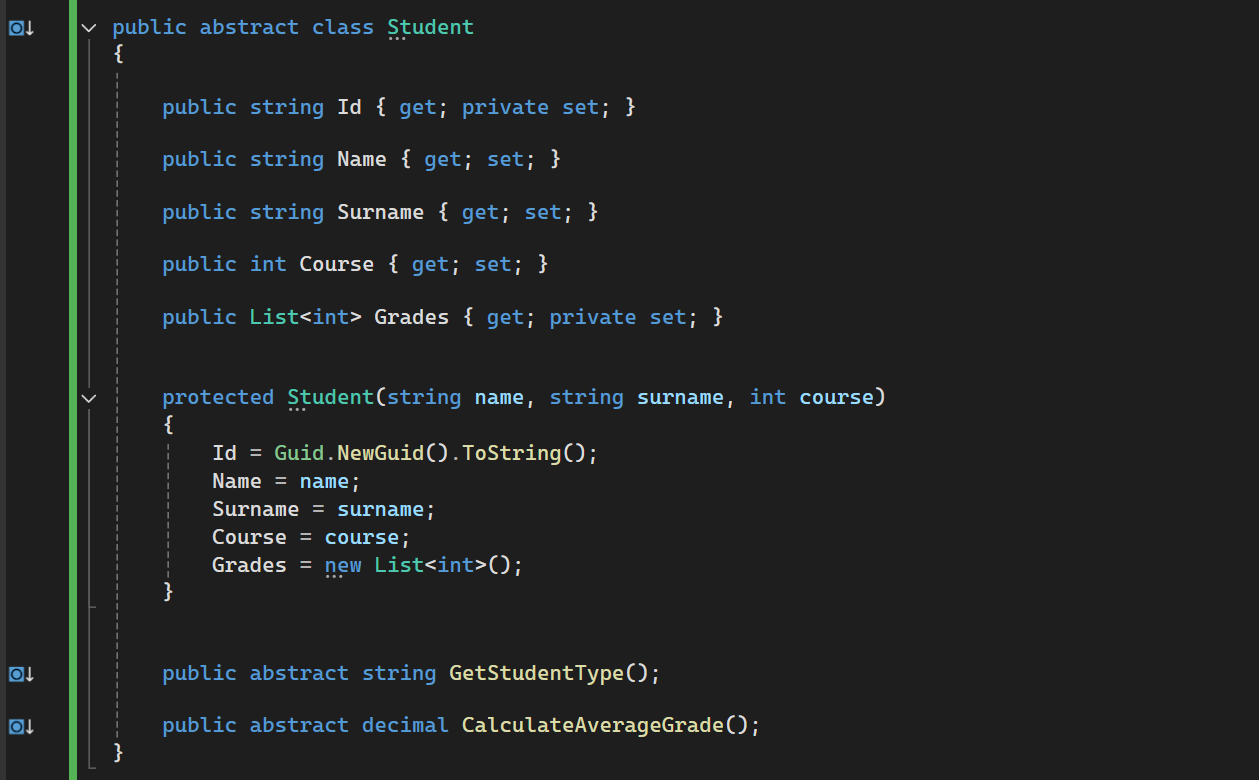 public abstract class Student
{
public string Id { get; private set; }
public string Name { get; set; }
public string Surname { get; set; }
public int Course { get; set; }
public List<int> Grades { get; private set; }
protected Student(string name, string surname, int course)
{
Id = Guid.NewGuid().ToString();
Name = name;
Surname = surname;
Course = course;
Grades = new List<int>();
}
public abstract string GetStudentType();
public abstract decimal CalculateAverageGrade();
}